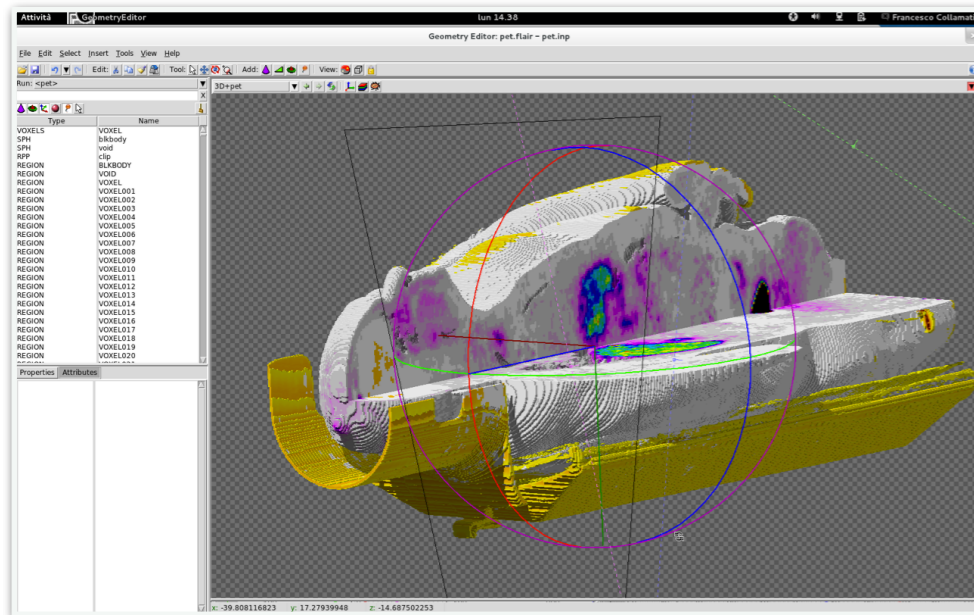 Attività GeometryEditor lun 14.38 Francesco Collamati
Geometry Editor: pet.flair - pet.inp
File Edit Select Insert Tools View Help
Edit: Tool: Add: View:
Run: <pet> 3D+pet
X
Type Name
VOXELS VOXEL
SPH blkbody
SPH void
RPP clip
REGION BLKBODY
REGION VOID
REGION VOXEL
REGION VOXEL001
REGION VOXEL002
REGION VOXEL003
REGION VOXEL004
REGION VOXEL005
REGION VOXEL006
REGION VOXEL007
REGION VOXEL008
REGION VOXEL009
REGION VOXEL010
REGION VOXEL011
REGION VOXEL012
REGION VOXEL013
REGION VOXEL014
REGION VOXEL015
REGION VOXEL016
REGION VOXEL017
REGION VOXEL018
REGION VOXEL019
REGION VOXEL020
Properties Attributes
x: -39.808116823 y: 17.27939948 z: -14.687502253